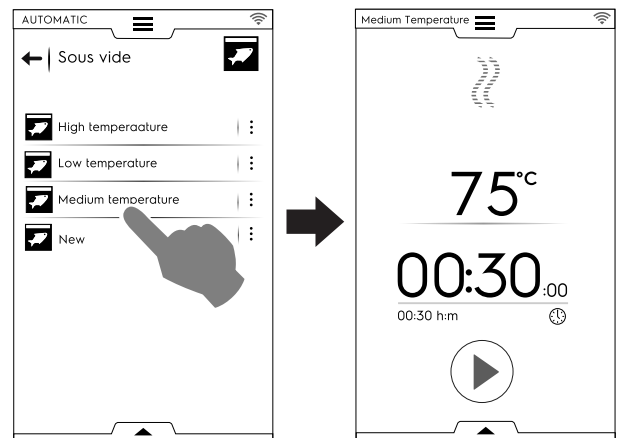 AUTOMATIC
Sous vide
High temperaature
Low temperature
Medium temperature
New
Medium Temperature
75°C
00:30:00
00:30 h:m